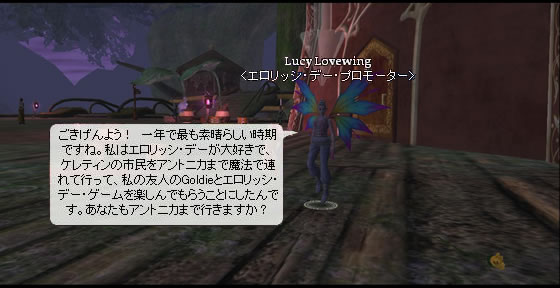 Lucy Lovewing
<エロリッシ・デー・プロモーター>
ごきげんよう！ 一年で最も素晴らしい時期
ですね。私はエロリッシ・デーが大好きで、
ケレティンの市民をアントニカまで魔法で連
れて行って、私の友人のGoldieとエロリッシ・
デー・ゲームを楽しんでもらうことにしたんで
す。あなたもアントニカまで行きますか？